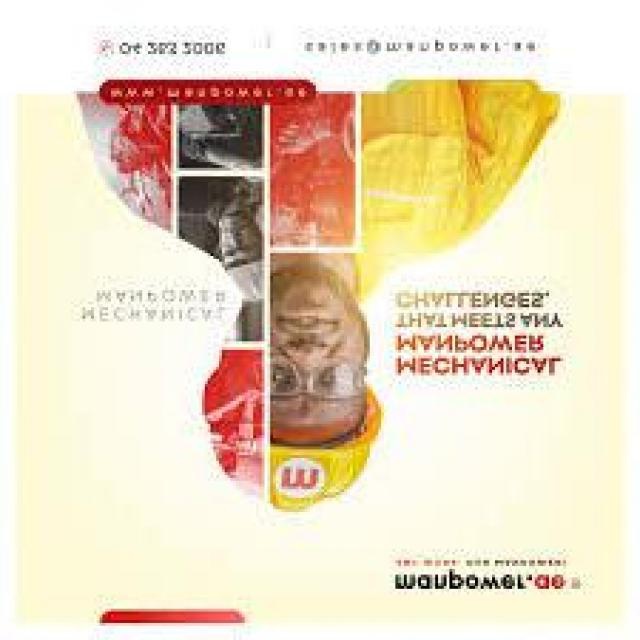 manpower.ae
MECHANICAL
MANPOWER
THAT MEETS ANY
CHALLENGES,
m
MECHANICAL
MANPOWER
www.manpower.ae
sales@manpower.ae